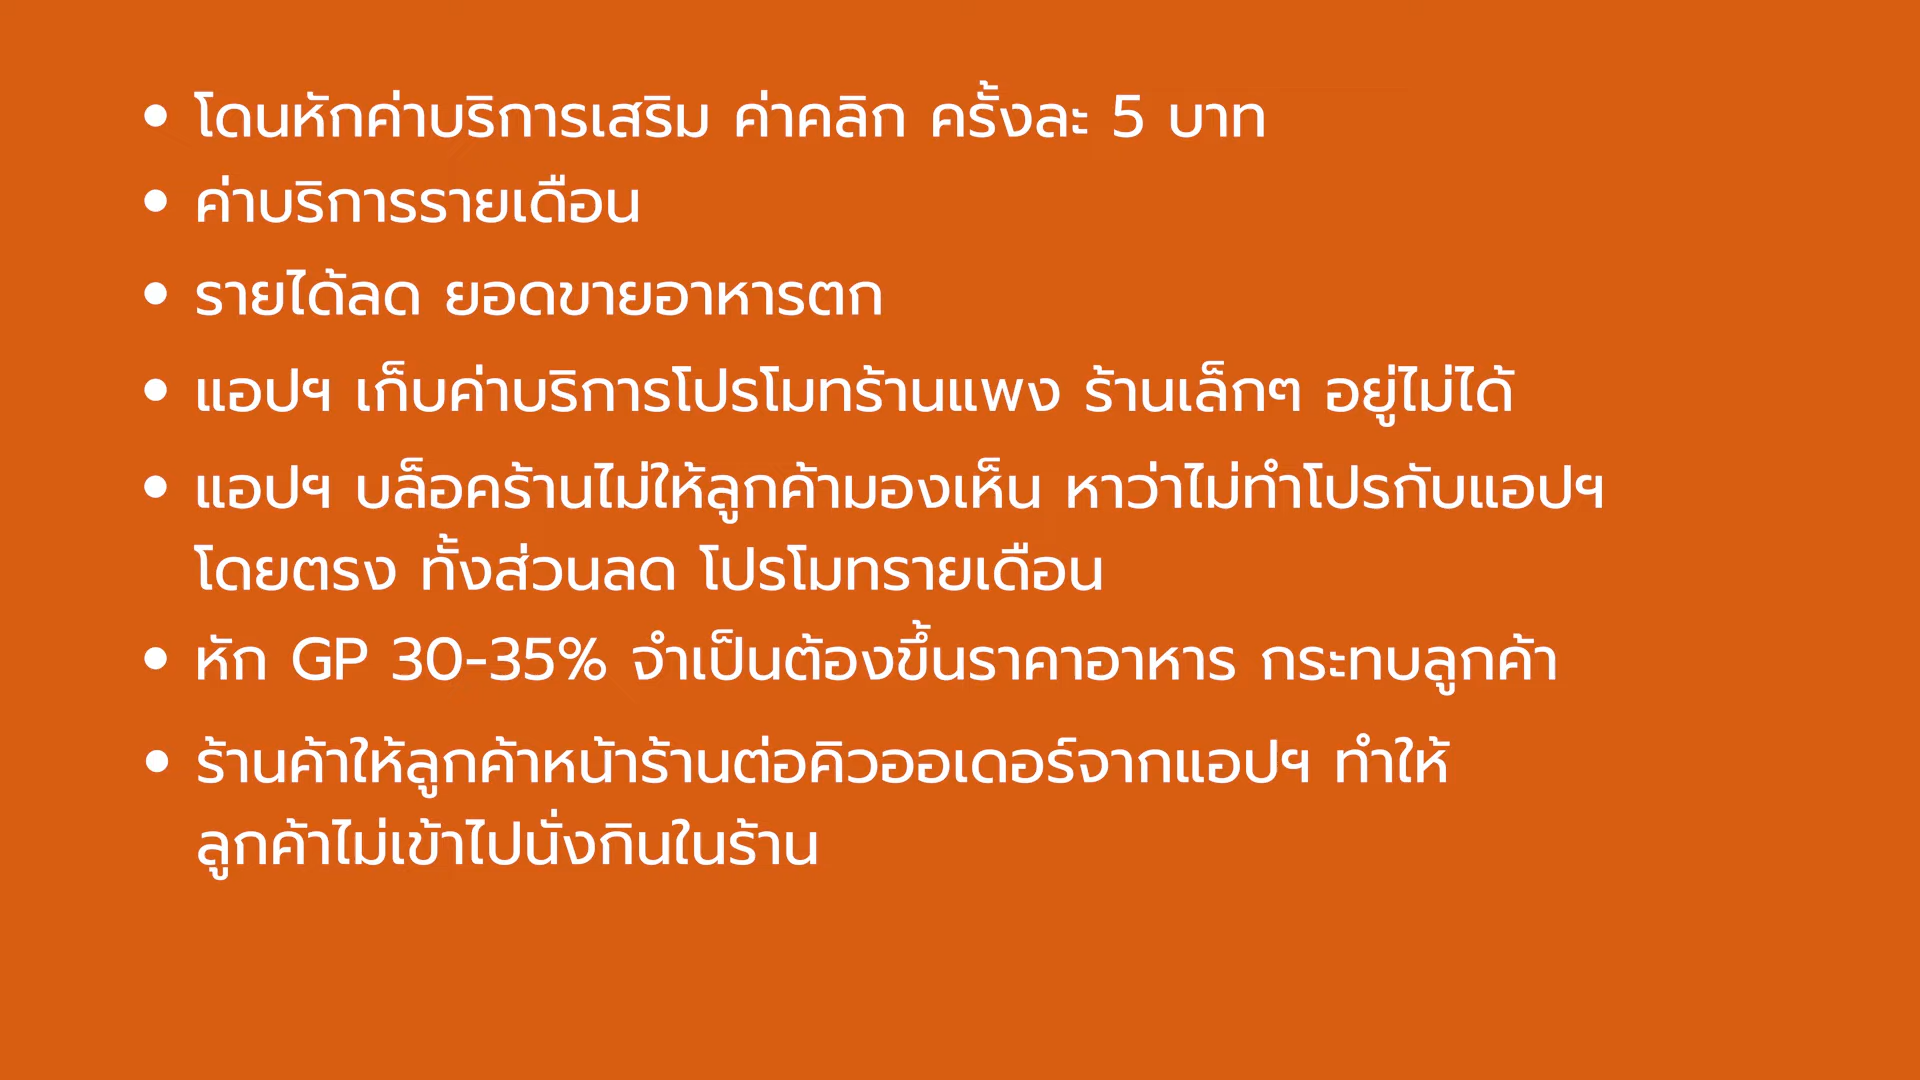 • โดนหักค่าบริการเสริม ค่าคลิก ครั้งละ 5 บาท
• ค่าบริการรายเดือน
• รายได้ลด ยอดขายอาหารตก
• แอปฯ เก็บค่าบริการโปรโมทร้านแพง ร้านเล็กๆ อยู่ไม่ได้
• แอปฯ บล็อคร้านไม่ให้ลูกค้ามองเห็น หาว่าไม่ทำโปรกับแอปฯ
โดยตรง ทั้งส่วนลด โปรโมทรายเดือน
• หัก GP 30-35% จำเป็นต้องขึ้นราคาอาหาร กระทบลูกค้า
• ร้านค้าให้ลูกค้าหน้าร้านต่อคิวออเดอร์จากแอปฯ ทำให้
ลูกค้าไม่เข้าไปนั่งกินในร้าน